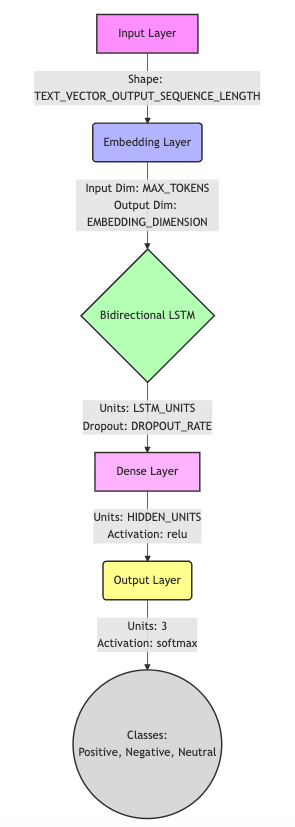 Input Layer
Shape:
TEXT_VECTOR_OUTPUT_SEQUENCE_LENGTH
Embedding Layer
Input Dim: MAX_TOKENS
Output Dim:
EMBEDDING_DIMENSION
Bidirectional LSTM
Units: LSTM_UNITS
Dropout: DROPOUT_RATE
Dense Layer
Units: HIDDEN_UNITS
Activation: relu
Output Layer
Units: 3
Activation: softmax
Classes:
Positive, Negative, Neutral